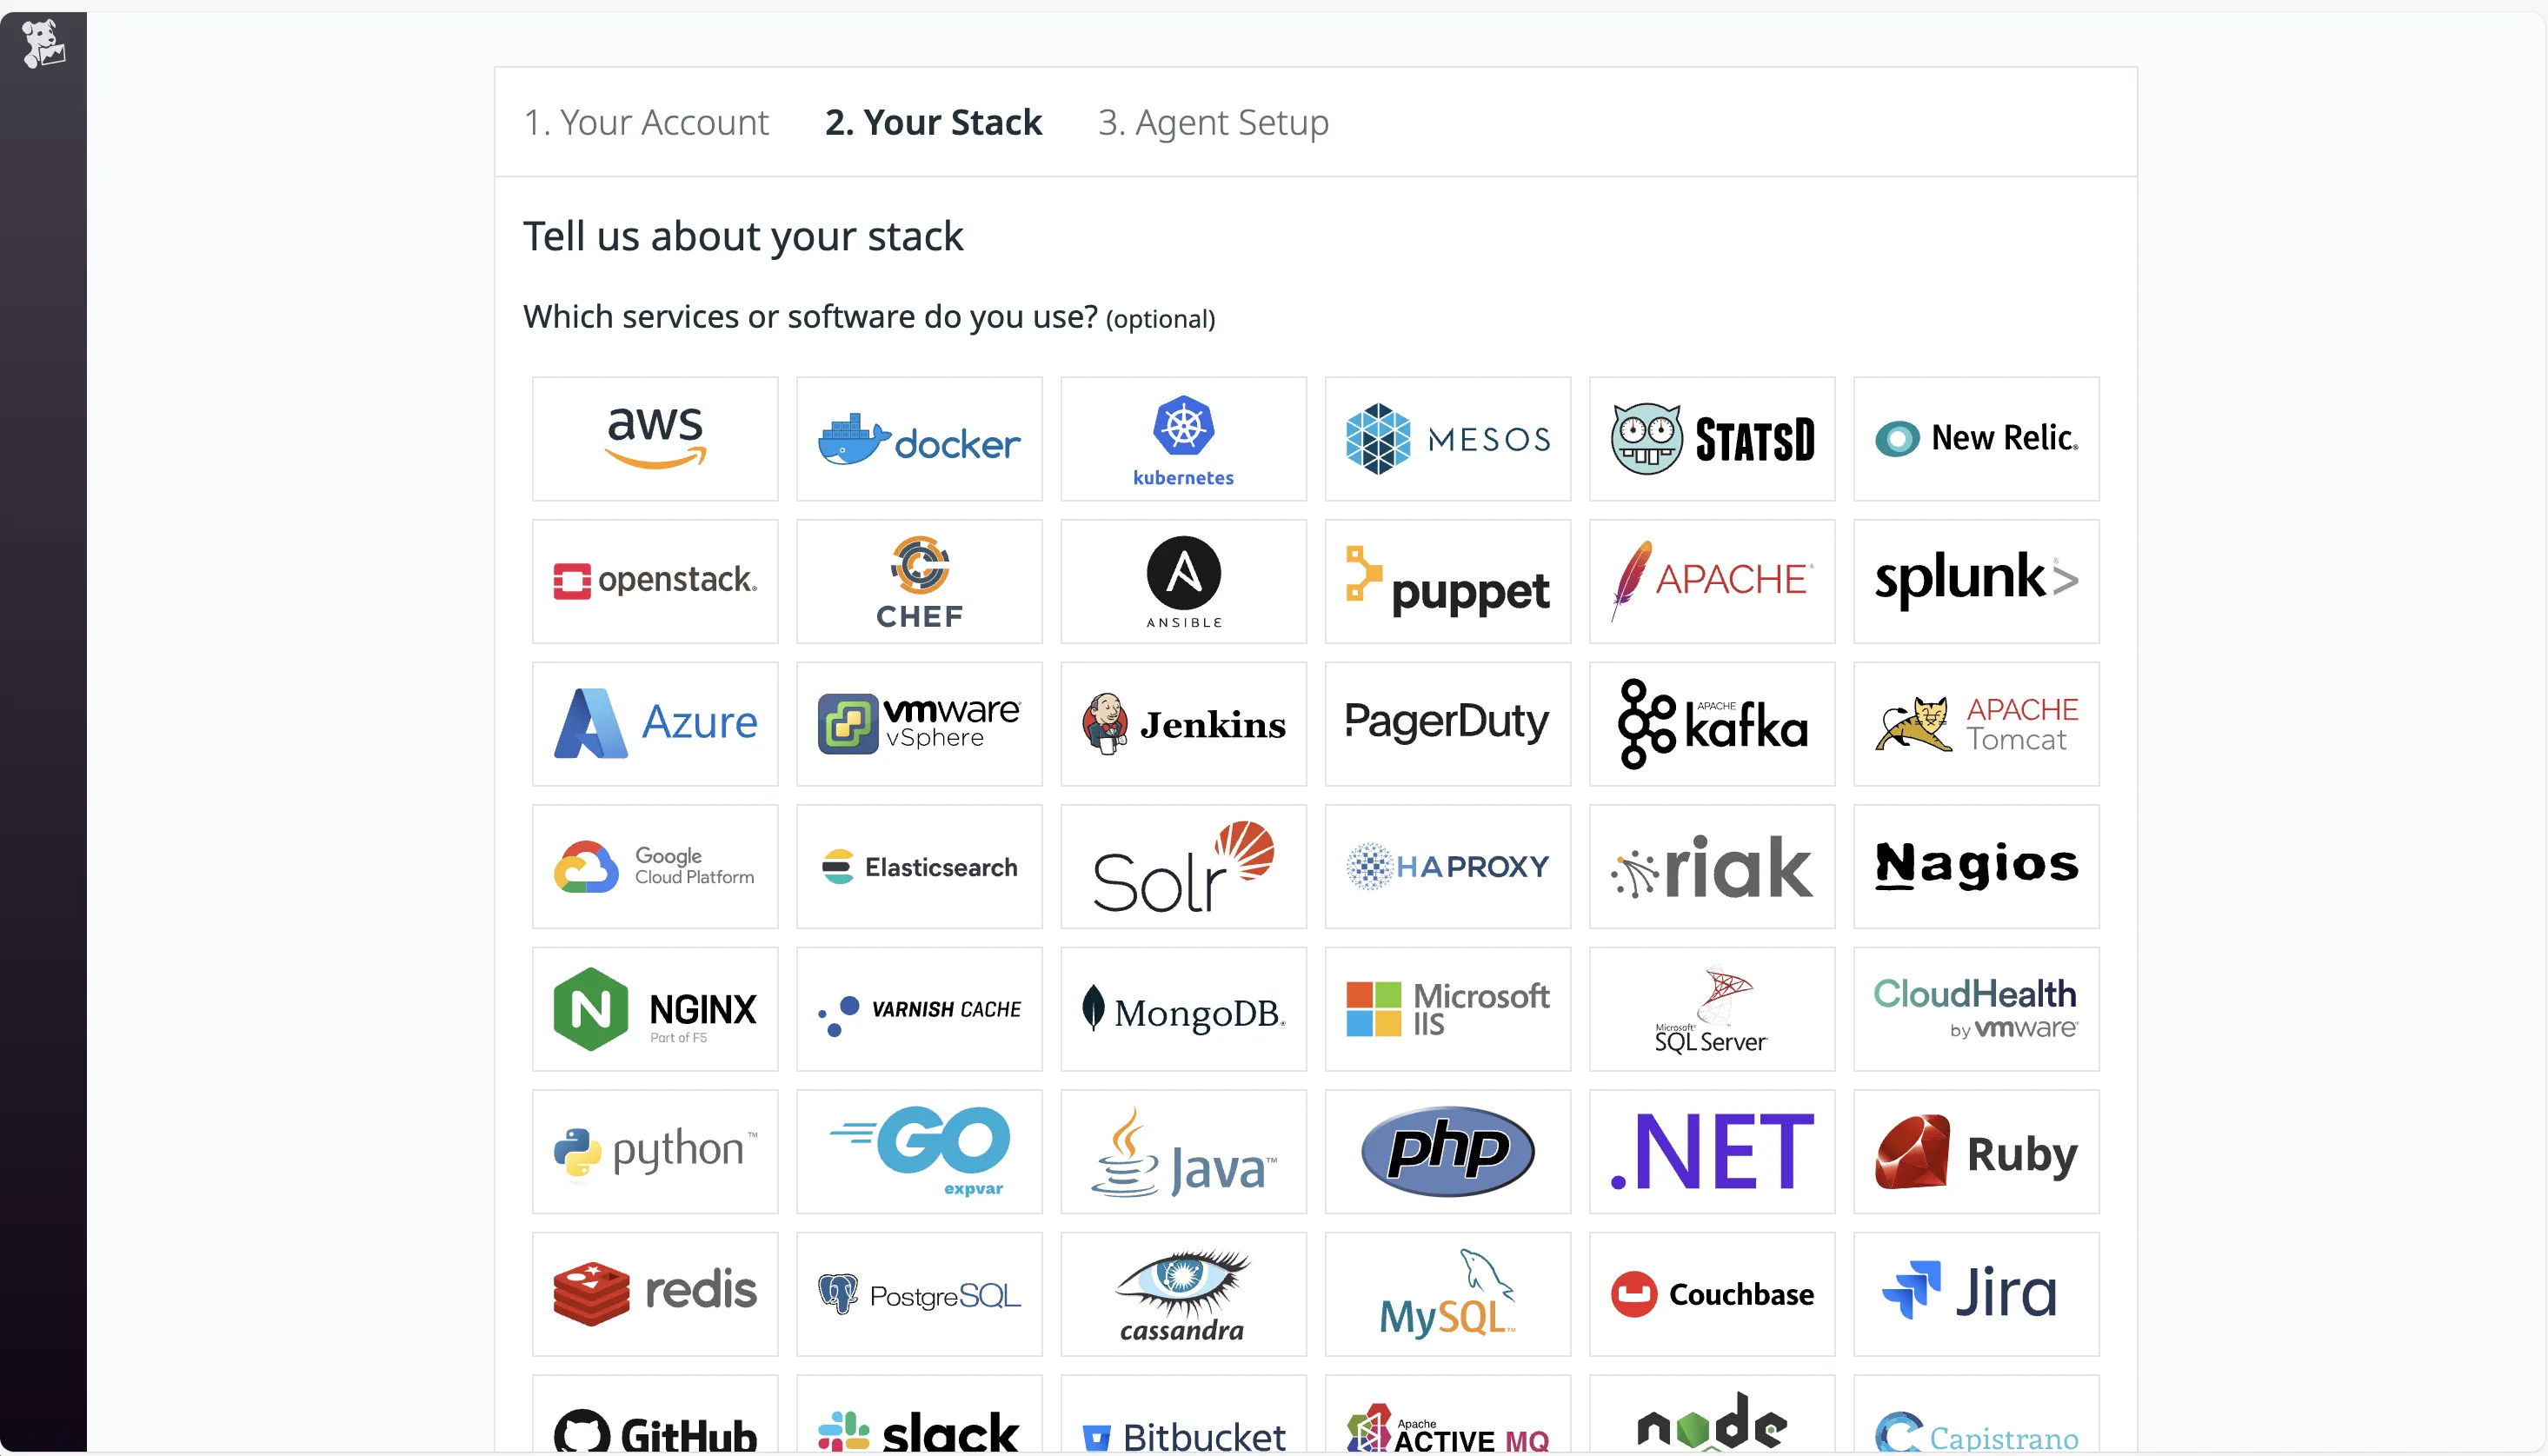 1. Your Account 2. Your Stack 3. Agent Setup
Tell us about your stack
Which services or software do you use? (optional)
aws
docker
kubernetes
MESOS
STATSD
New Relic®
openstack®
CHEF
ANSIBLE
puppet
APACHE®
splunk>®
Azure
vmware®
vSphere
Jenkins
PagerDuty
APACHE
kafka
APACHE
Tomcat
Google
Cloud Platform
Elasticsearch
Solr
HAPROXY
riak
Nagios
N
NGINX
Part of F5
VARNISH CACHE
MongoDB®
Microsoft
IIS
Microsoft®
SQL Server®
CloudHealth
by vmware®
python™
GO
expvar
Java™
php
.NET
Ruby
redis
PostgreSQL
cassandra
MySQL™
Couchbase
Jira
GitHub
slack
Bitbucket
Apache
ACTIVE MQ
node
Capistrano